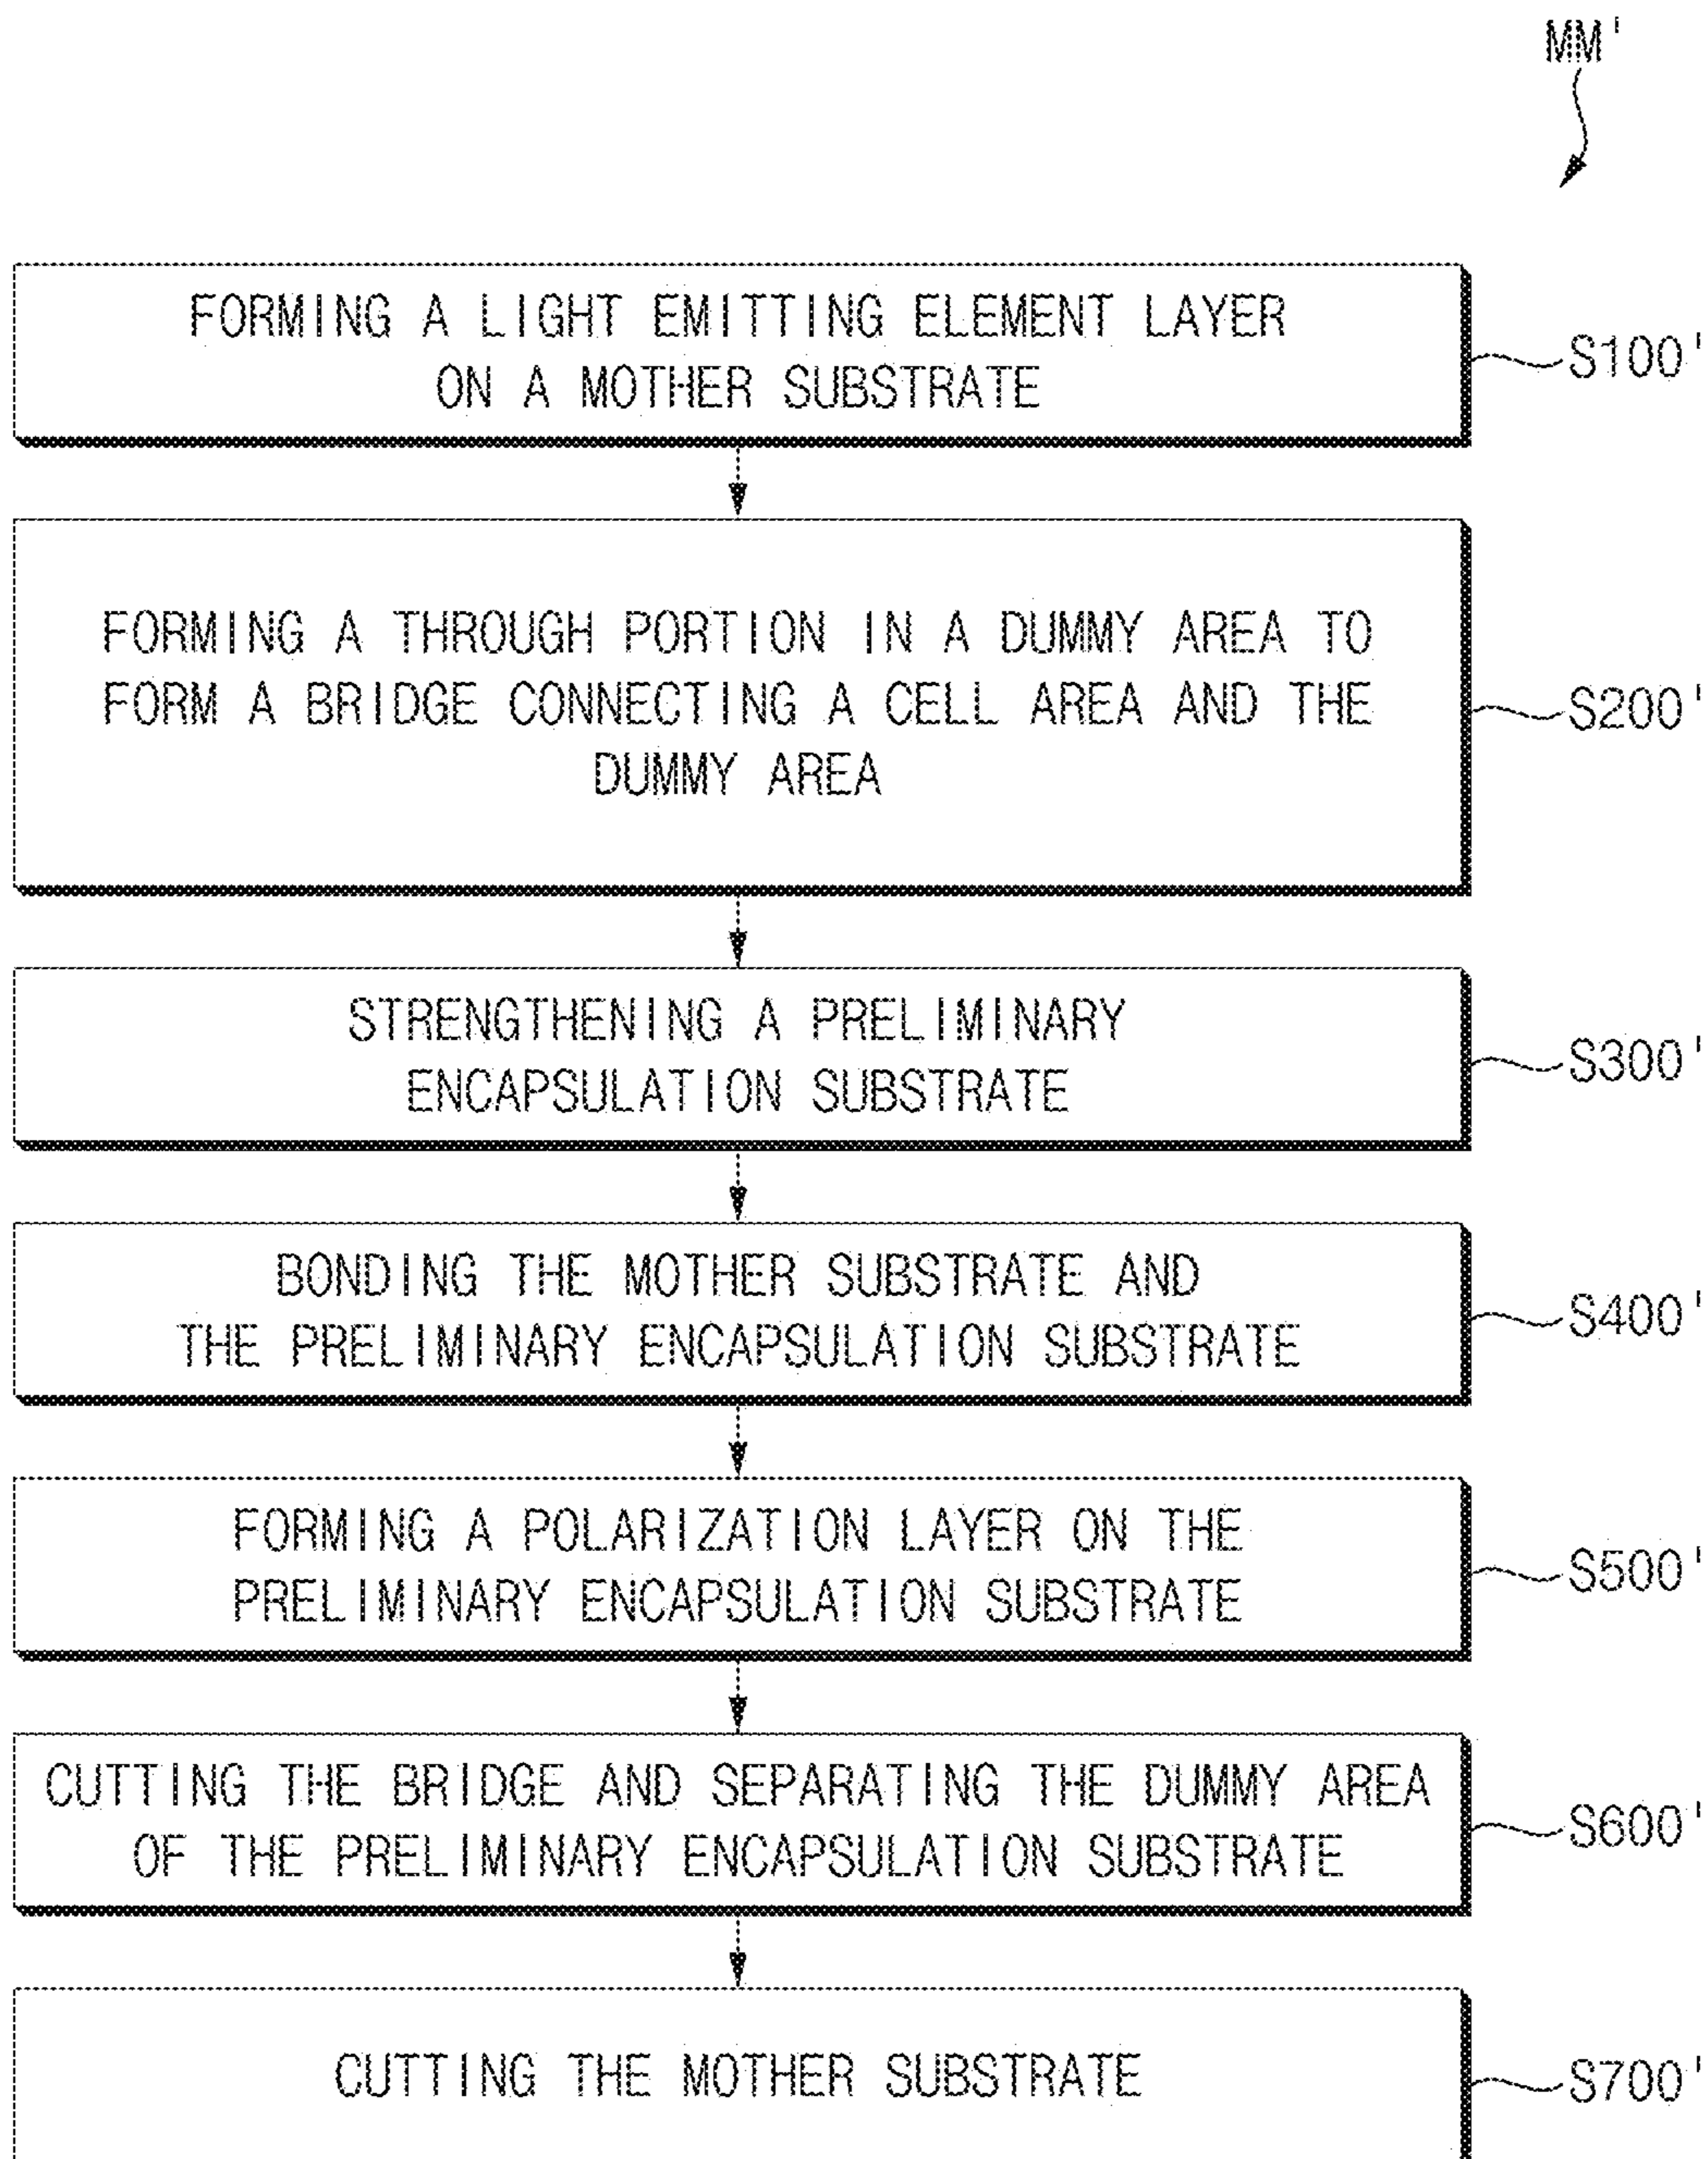 MM'
FORMING A LIGHT EMITTING ELEMENT LAYER
ON A MOTHER SUBSTRATE
S100'
FORMING A THROUGH PORTION IN A DUMMY AREA TO
FORM A BRIDGE CONNECTING A CELL AREA AND THE
DUMMY AREA
S200'
STRENGTHENING A PRELIMINARY
ENCAPSULATION SUBSTRATE
S300'
BONDING THE MOTHER SUBSTRATE AND
THE PRELIMINARY ENCAPSULATION SUBSTRATE
S400'
FORMING A POLARIZATION LAYER ON THE
PRELIMINARY ENCAPSULATION SUBSTRATE
S500'
CUTTING THE BRIDGE AND SEPARATING THE DUMMY AREA
OF THE PRELIMINARY ENCAPSULATION SUBSTRATE
S600'
CUTTING THE MOTHER SUBSTRATE
S700'